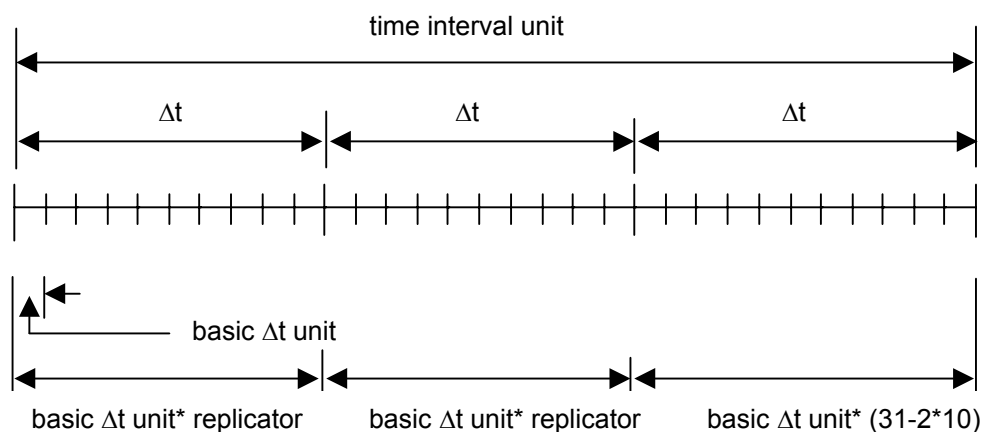 time interval unit
Δt Δt Δt
basic Δt unit
basic Δt unit* replicator basic Δt unit* replicator basic Δt unit* (31-2*10)